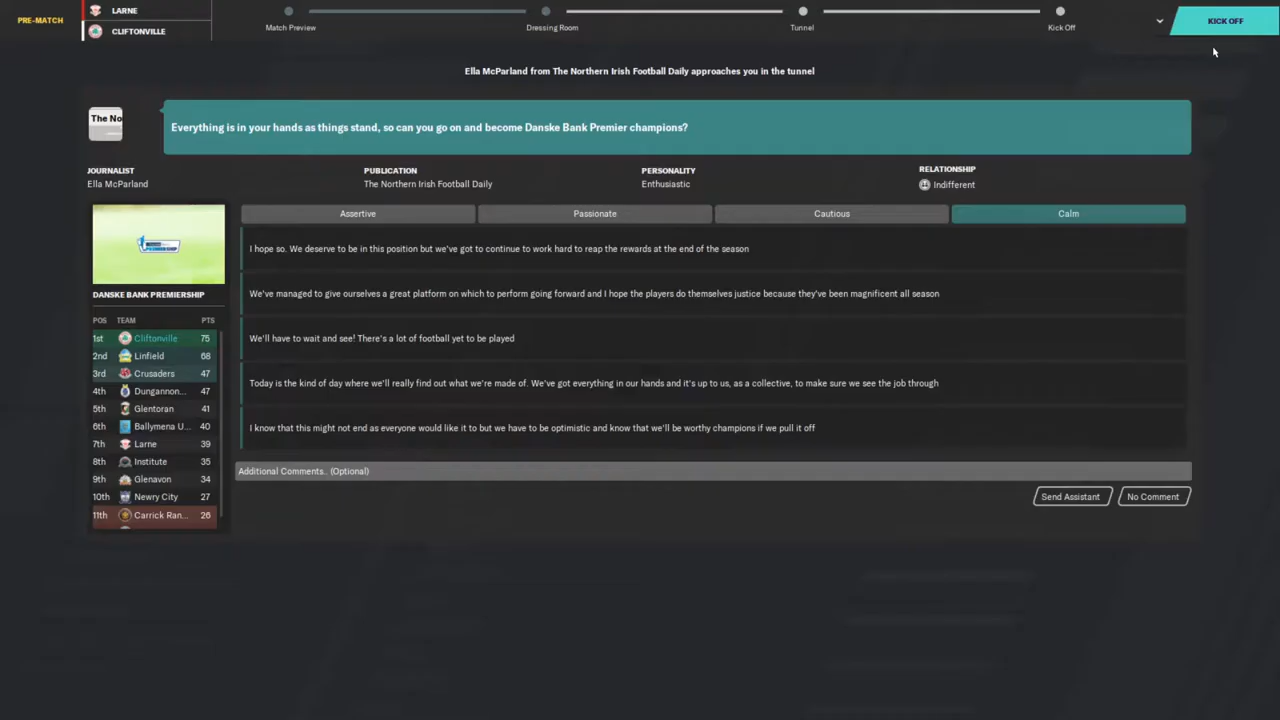 PRE-MATCH
LARNE
CLIFTONVILLE
Match Preview
Dressing Room
Tunnel
Kick Off
KICK OFF
Ella McParland from The Northern Irish Football Daily approaches you in the tunnel
The No
Everything is in your hands as things stand, so can you go on and become Danske Bank Premier champions?
JOURNALIST
Ella McParland
PUBLICATION
The Northern Irish Football Daily
PERSONALITY
Enthusiastic
RELATIONSHIP
Indifferent
Assertive
Passionate
Cautious
Calm
I hope so. We deserve to be in this position but we've got to continue to work hard to reap the rewards at the end of the season
We've managed to give ourselves a great platform on which to perform going forward and I hope the players do themselves justice because they've been magnificent all season
We'll have to wait and see! There's a lot of football yet to be played
Today is the kind of day where we'll really find out what we're made of. We've got everything in our hands and it's up to us, as a collective, to make sure we see the job through
I know that this might not end as everyone would like it to but we have to be optimistic and know that we'll be worthy champions if we pull it off
Additional Comments.. (Optional)
Send Assistant
No Comment
DANSKE BANK PREMIERSHIP
POS TEAM PTS
1st Cliftonville 75
2nd Linfield 68
3rd Crusaders 47
4th Dungannon... 47
5th Glentoran 41
6th Ballymena U... 40
7th Larne 39
8th Institute 35
9th Glenavon 34
10th Newry City 27
11th Carrick Ran... 26